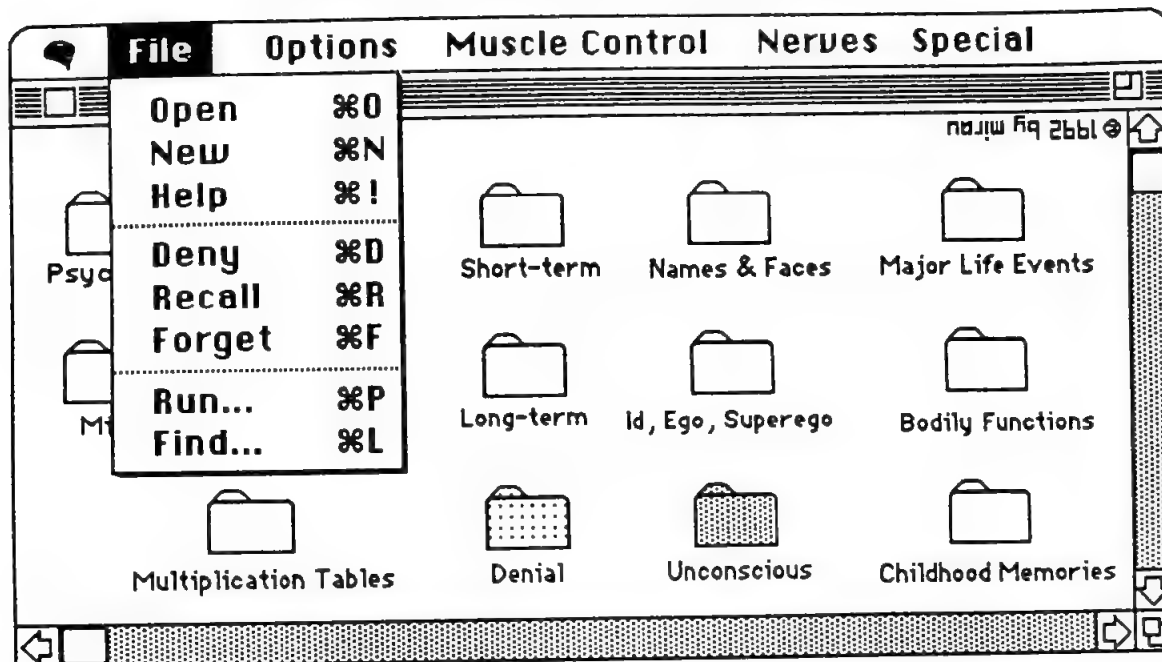 File Options Muscle Control Nerves Special
Open ⌘O
New ⌘N
Help ⌘!
Deny ⌘D
Recall ⌘R
Forget ⌘F
Run... ⌘P
Find... ⌘L
© 1992 by mirau
Short-term Names & Faces Major Life Events
Long-term Id, Ego, Superego Bodily Functions
Multiplication Tables Denial Unconscious Childhood Memories